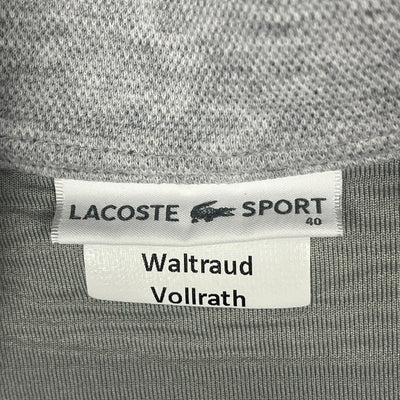 LACOSTE SPORT
40
Waltraud
Vollrath